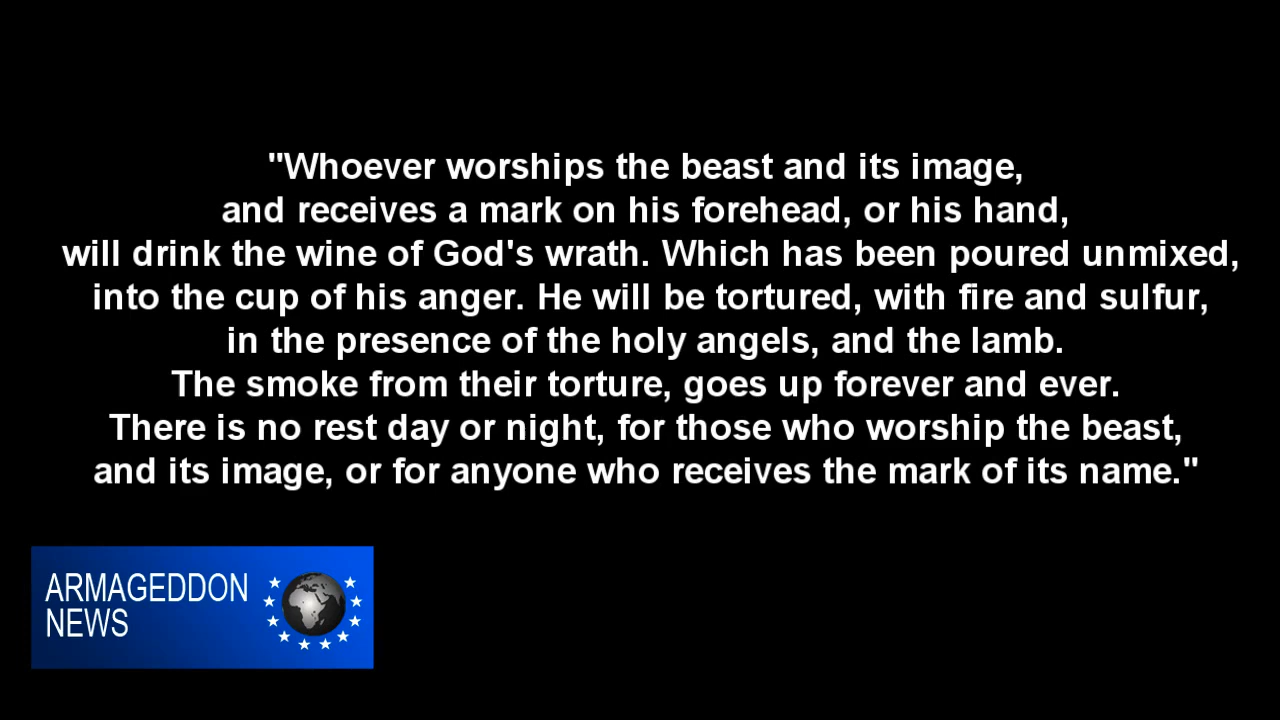 "Whoever worships the beast and its image,
and receives a mark on his forehead, or his hand,
will drink the wine of God's wrath. Which has been poured unmixed,
into the cup of his anger. He will be tortured, with fire and sulfur,
in the presence of the holy angels, and the lamb.
The smoke from their torture, goes up forever and ever.
There is no rest day or night, for those who worship the beast,
and its image, or for anyone who receives the mark of its name."
ARMAGEDDON
NEWS